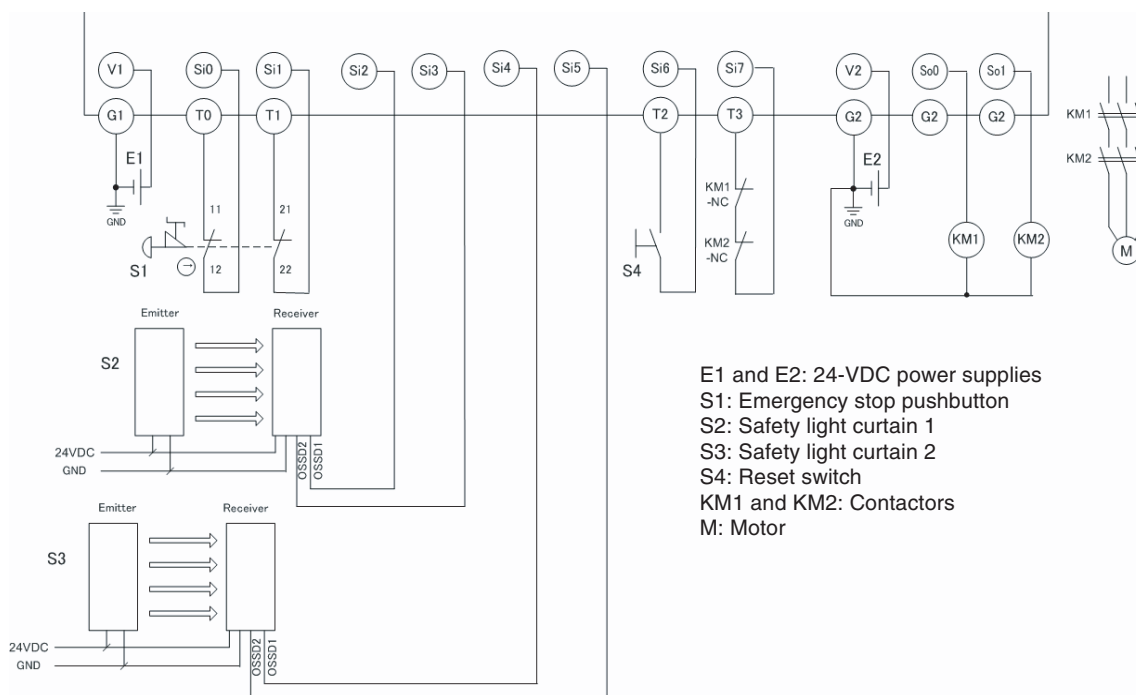 V1 Si0 Si1 Si2 Si3 Si4 Si5 Si6 Si7 V2 So0 So1
G1 T0 T1 T2 T3 G2 G2 G2
KM1
KM2
M
E1
GND
E2
GND
11 21
12 22
S1
KM1
-NC
KM2
-NC
S4
KM1 KM2
Emitter Receiver
S2
24VDC
GND
OSSD2
OSSD1
Emitter Receiver
S3
24VDC
GND
OSSD2
OSSD1
E1 and E2: 24-VDC power supplies
S1: Emergency stop pushbutton
S2: Safety light curtain 1
S3: Safety light curtain 2
S4: Reset switch
KM1 and KM2: Contactors
M: Motor